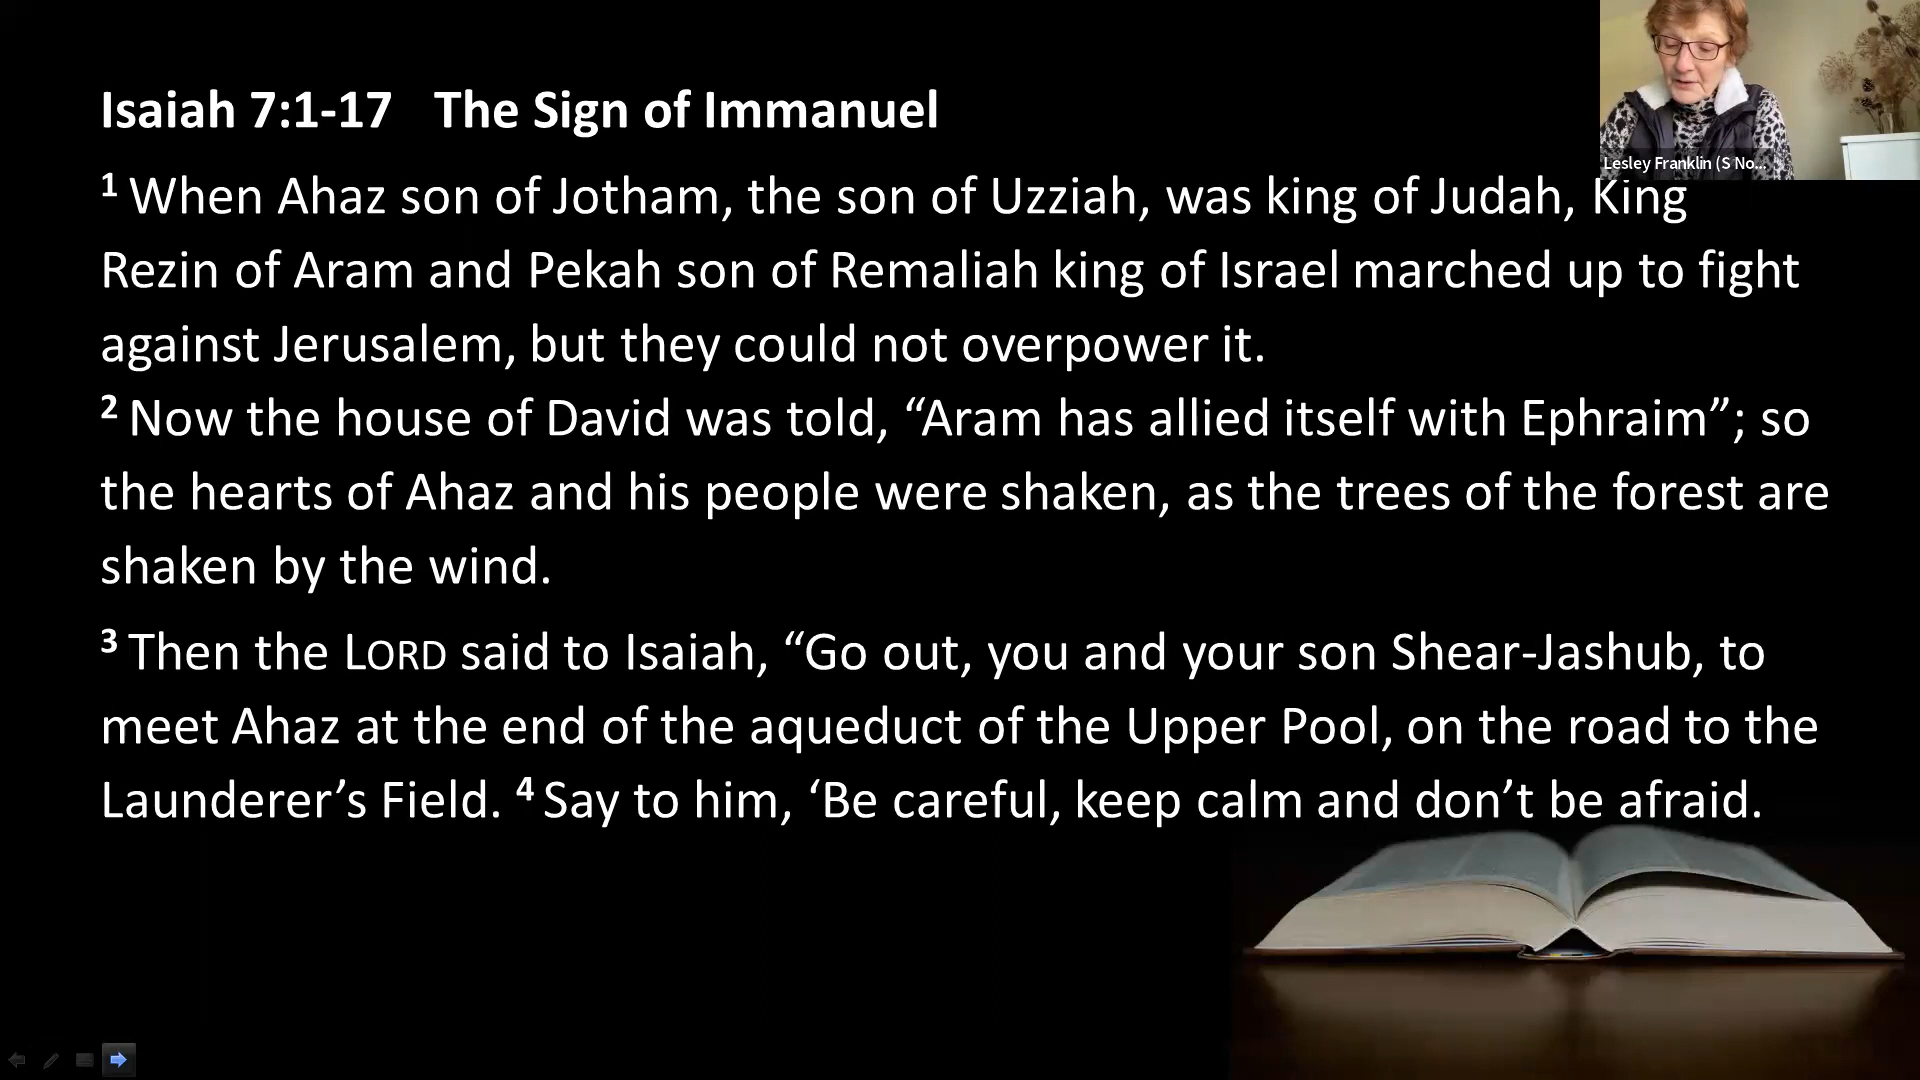 Isaiah 7:1-17 The Sign of Immanuel
Lesley Franklin (S No...
1 When Ahaz son of Jotham, the son of Uzziah, was king of Judah, King
Rezin of Aram and Pekah son of Remaliah king of Israel marched up to fight
against Jerusalem, but they could not overpower it.
2 Now the house of David was told, “Aram has allied itself with Ephraim”; so
the hearts of Ahaz and his people were shaken, as the trees of the forest are
shaken by the wind.
3 Then the LORD said to Isaiah, “Go out, you and your son Shear-Jashub, to
meet Ahaz at the end of the aqueduct of the Upper Pool, on the road to the
Launderer’s Field. 4 Say to him, ‘Be careful, keep calm and don’t be afraid.